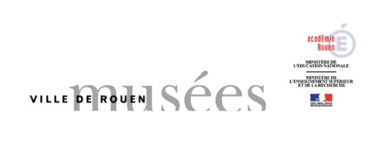 académie
Rouen
MINISTÈRE DE
L'ÉDUCATION NATIONALE
MINISTÈRE DE
L'ENSEIGNEMENT SUPÉRIEUR
ET DE LA RECHERCHE
musées
VILLE DE ROUEN